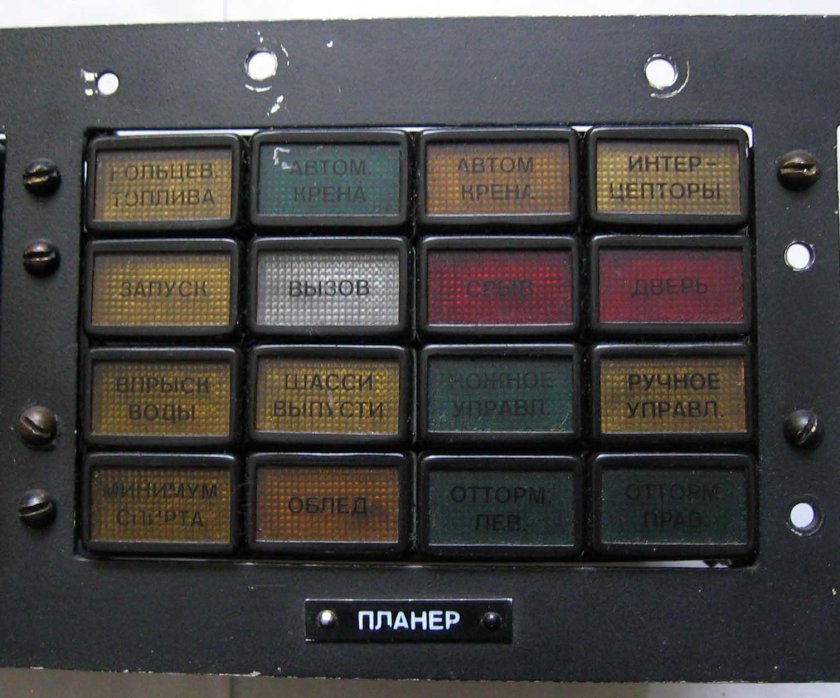 КОЛЬЦЕВ.
ТОПЛИВА
АВТОМ.
КРЕНА
АВТОМ
КРЕНА
ИНТЕР-
ЦЕПТОРЫ
ЗАПУСК
ВЫЗОВ
СРЫВ
ДВЕРЬ
ВПРЫСК
ВОДЫ
ШАССИ
ВЫПУСТИ
НОЖНОЕ
УПРАВЛ.
РУЧНОЕ
УПРАВЛ.
МИНИМУМ
СПИРТА
ОБЛЕД.
ОТТОРМ.
ЛЕВ.
ОТТОРМ
ПРАВ.
ПЛАНЕР